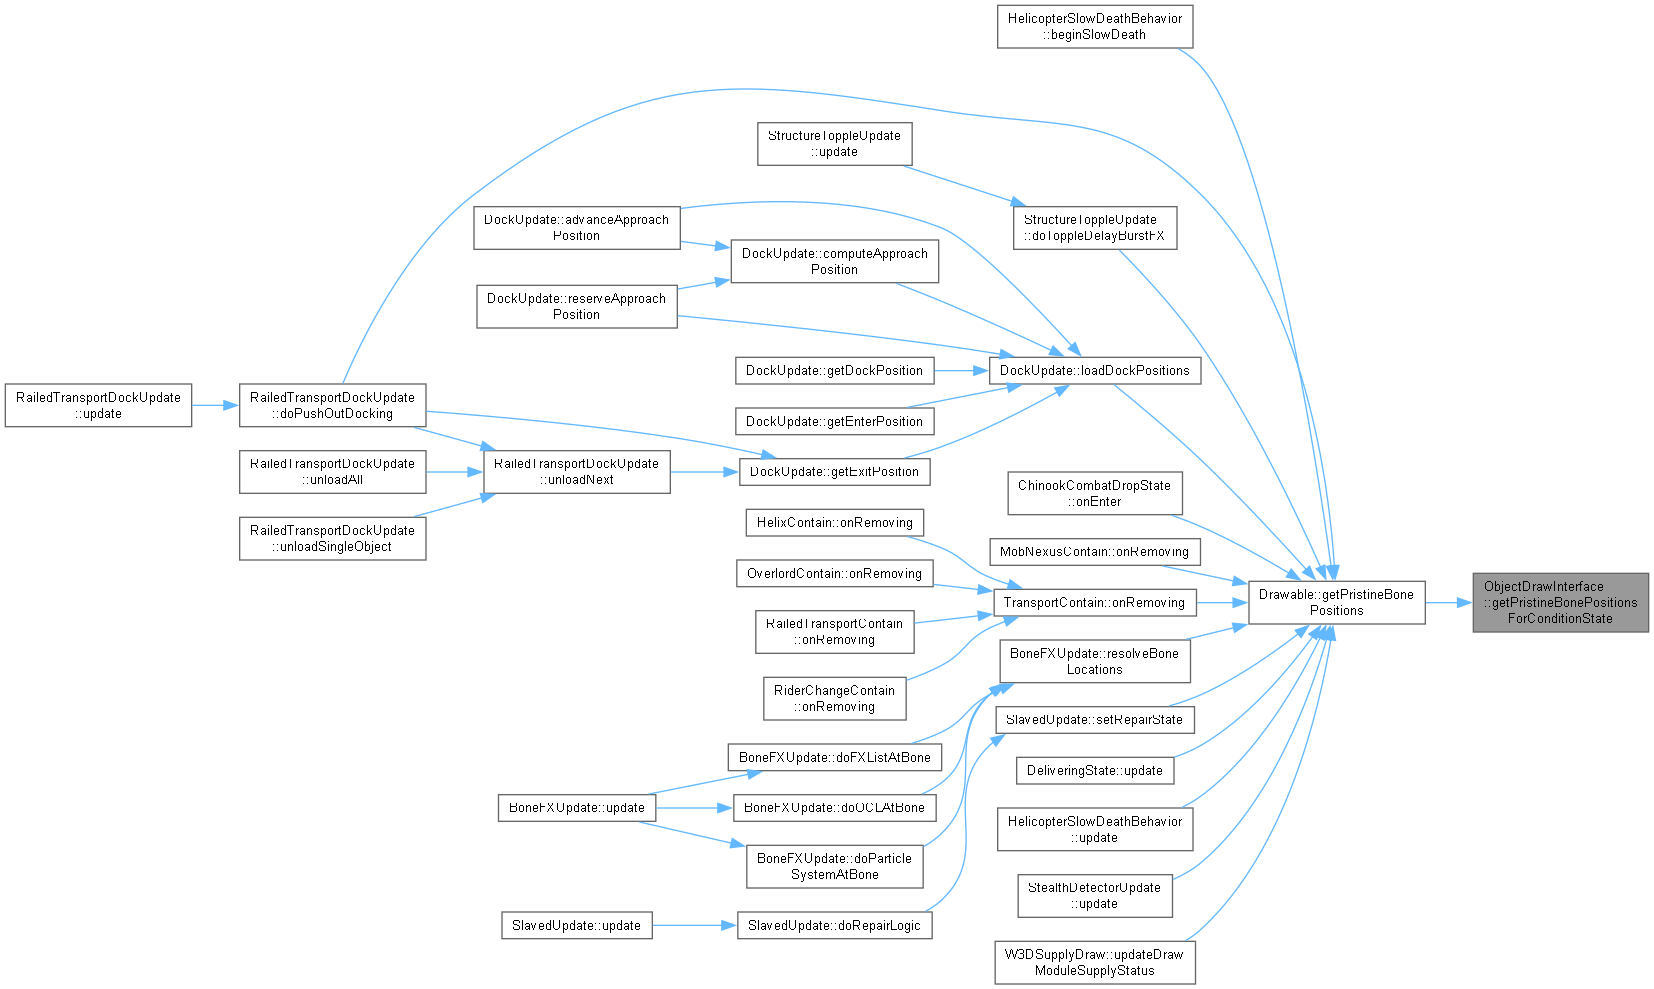 HelicopterSlowDeathBehavior
::beginSlowDeath
StructureToppleUpdate
::update
StructureToppleUpdate
::doToppleDelayBurstFX
DockUpdate::advanceApproach
Position
DockUpdate::computeApproach
Position
DockUpdate::reserveApproach
Position
DockUpdate::loadDockPositions
DockUpdate::getDockPosition
RailedTransportDockUpdate
::update
RailedTransportDockUpdate
::doPushOutDocking
DockUpdate::getEnterPosition
RailedTransportDockUpdate
::unloadAll
RailedTransportDockUpdate
::unloadNext
DockUpdate::getExitPosition
ChinookCombatDropState
::onEnter
RailedTransportDockUpdate
::unloadSingleObject
HelixContain::onRemoving
MobNexusContain::onRemoving
OverlordContain::onRemoving
TransportContain::onRemoving
Drawable::getPristineBone
Positions
ObjectDrawInterface
::getPristineBonePositions
ForConditionState
RailedTransportContain
::onRemoving
BoneFXUpdate::resolveBone
Locations
RiderChangeContain
::onRemoving
SlavedUpdate::setRepairState
BoneFXUpdate::doFXListAtBone
DeliveringState::update
BoneFXUpdate::update
BoneFXUpdate::doOCLAtBone
HelicopterSlowDeathBehavior
::update
BoneFXUpdate::doParticle
SystemAtBone
StealthDetectorUpdate
::update
SlavedUpdate::update
SlavedUpdate::doRepairLogic
W3DSupplyDraw::updateDraw
ModuleSupplyStatus